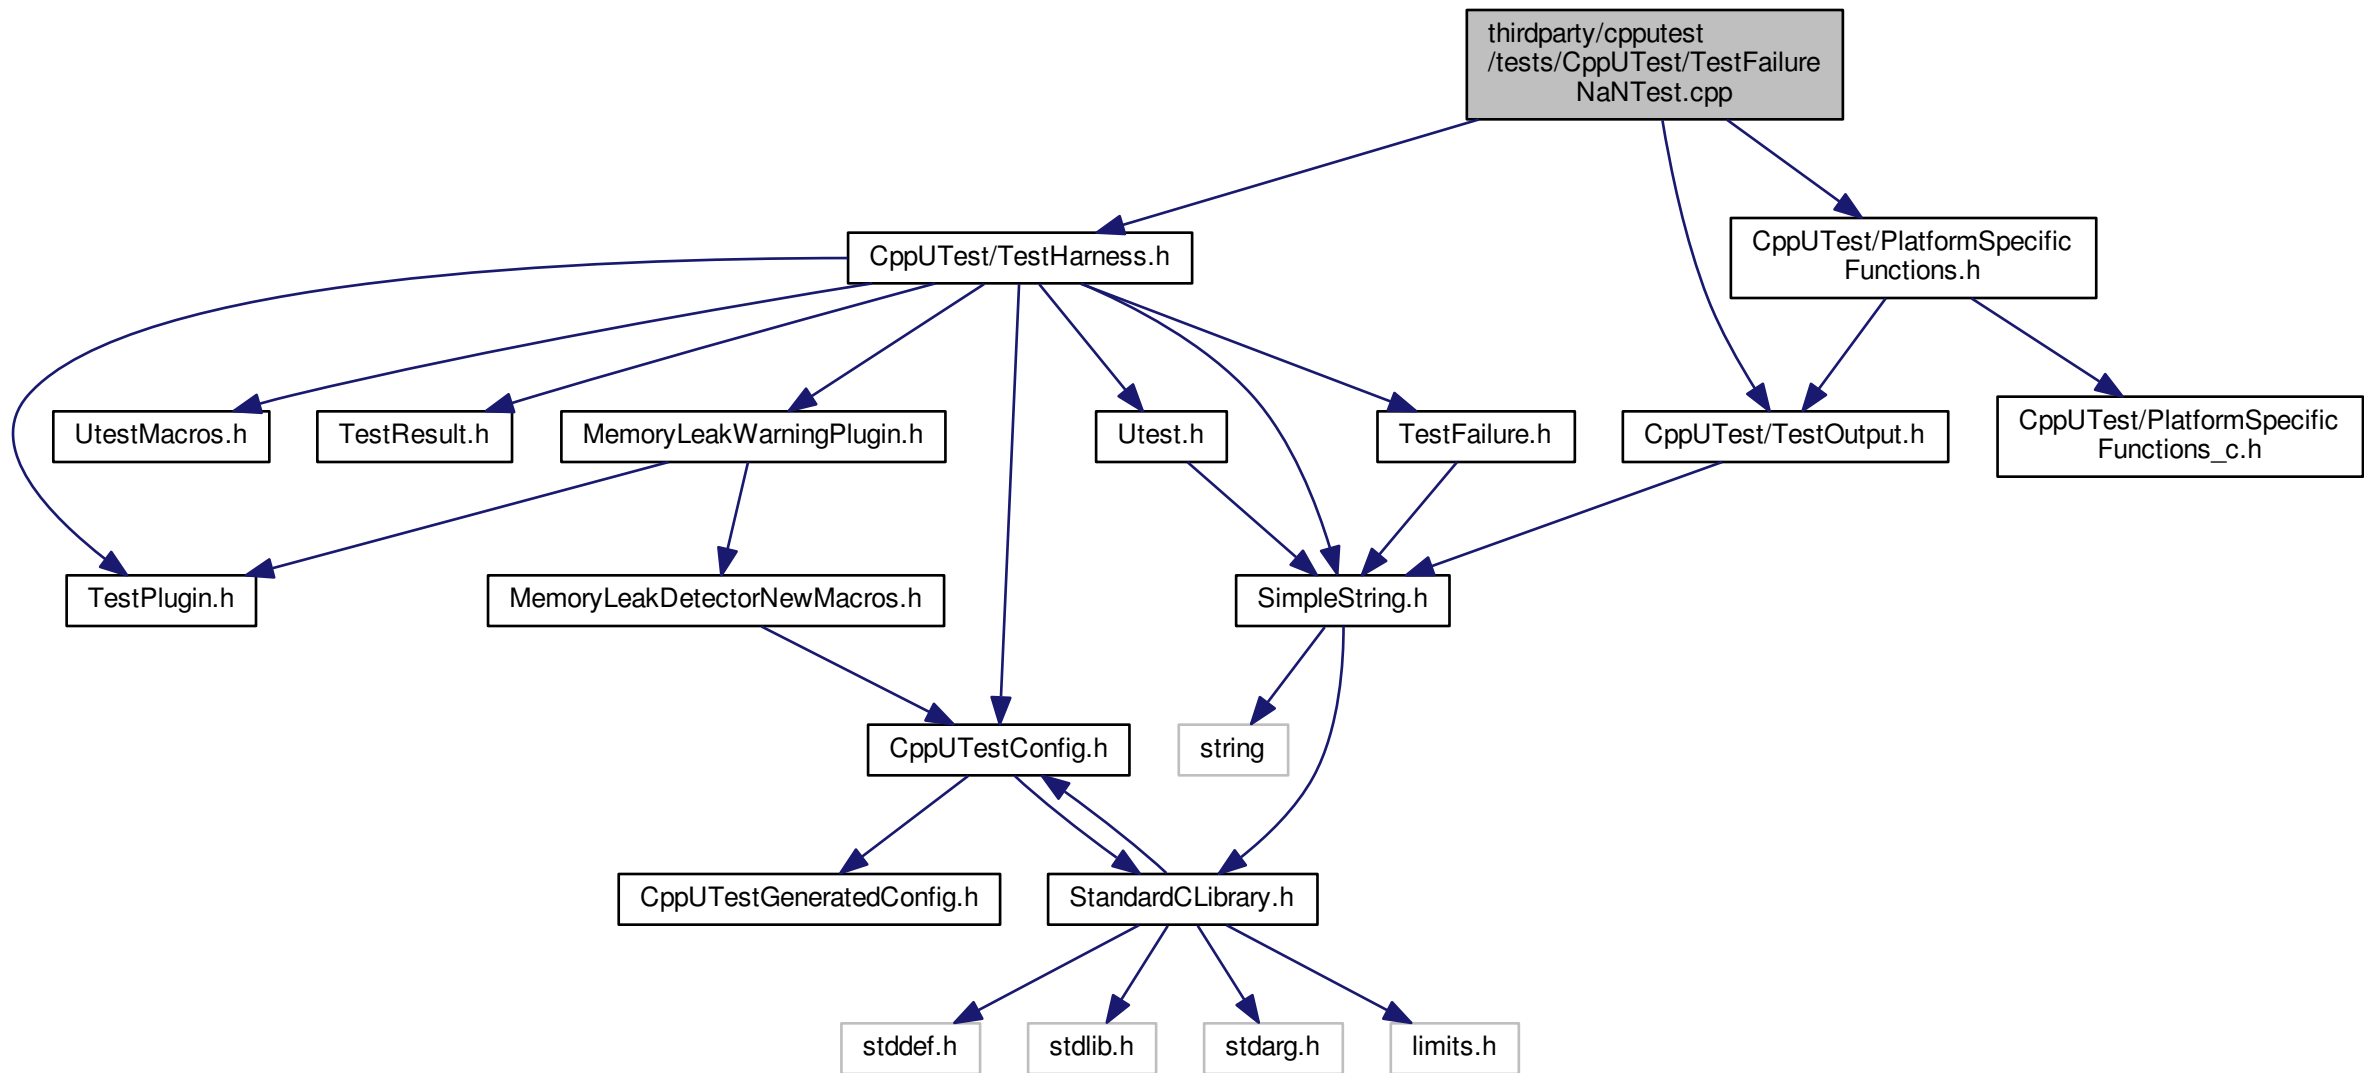 thirdparty/cpputest
/tests/CppUTest/TestFailure
NaNTest.cpp
CppUTest/TestHarness.h
CppUTest/PlatformSpecific
Functions.h
UtestMacros.h
TestResult.h
MemoryLeakWarningPlugin.h
Utest.h
TestFailure.h
CppUTest/TestOutput.h
CppUTest/PlatformSpecific
Functions_c.h
TestPlugin.h
MemoryLeakDetectorNewMacros.h
SimpleString.h
CppUTestConfig.h
string
CppUTestGeneratedConfig.h
StandardCLibrary.h
stddef.h
stdlib.h
stdarg.h
limits.h